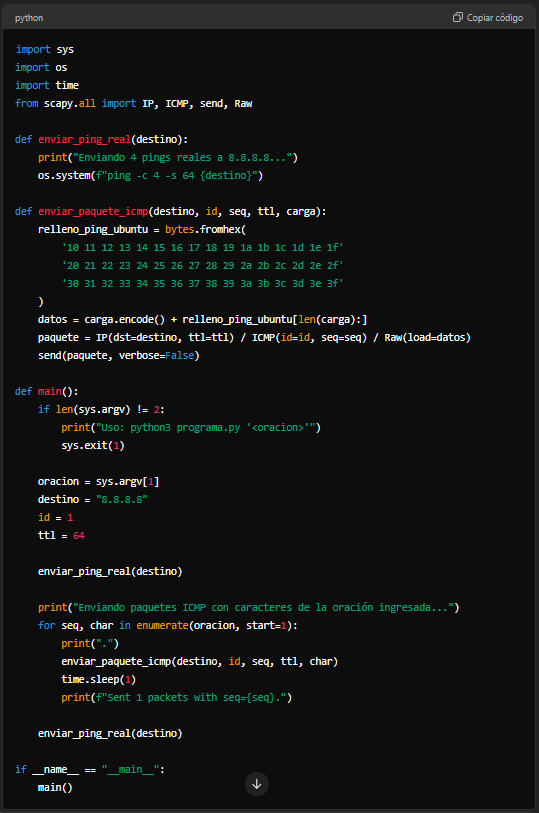 python
Copiar código
import sys
import os
import time
from scapy.all import IP, ICMP, send, Raw
def enviar_ping_real(destino):
    print("Enviando 4 pings reales a 8.8.8.8...")
    os.system(f"ping -c 4 -s 64 {destino}")
def enviar_paquete_icmp(destino, id, seq, ttl, carga):
    relleno_ping_ubuntu = bytes.fromhex(
        '10 11 12 13 14 15 16 17 18 19 1a 1b 1c 1d 1e 1f'
        '20 21 22 23 24 25 26 27 28 29 2a 2b 2c 2d 2e 2f'
        '30 31 32 33 34 35 36 37 38 39 3a 3b 3c 3d 3e 3f'
    )
    datos = carga.encode() + relleno_ping_ubuntu[len(carga):]
    paquete = IP(dst=destino, ttl=ttl) / ICMP(id=id, seq=seq) / Raw(load=datos)
    send(paquete, verbose=False)
def main():
    if len(sys.argv) != 2:
        print("Uso: python3 programa.py '<oracion>'")
        sys.exit(1)
    oracion = sys.argv[1]
    destino = "8.8.8.8"
    id = 1
    ttl = 64
    enviar_ping_real(destino)
    print("Enviando paquetes ICMP con caracteres de la oración ingresada...")
    for seq, char in enumerate(oracion, start=1):
        print(".")
        enviar_paquete_icmp(destino, id, seq, ttl, char)
        time.sleep(1)
        print(f"Sent 1 packets with seq={seq}.")
    enviar_ping_real(destino)
if __name__ == "__main__":
    main()